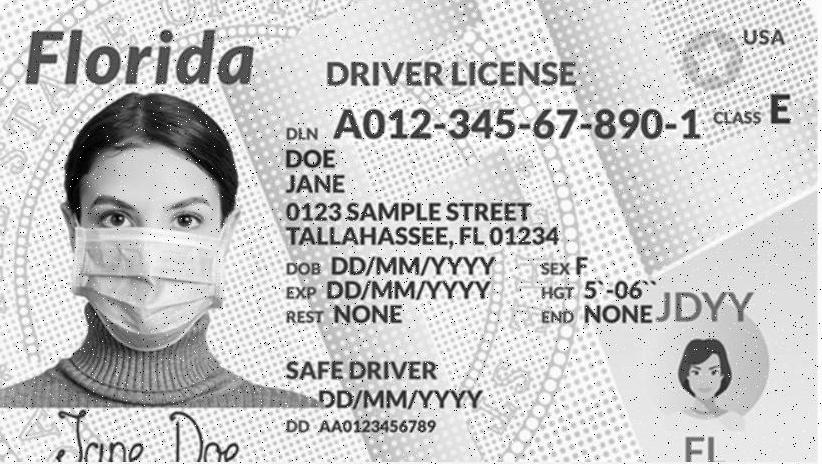 Florida
USA
DRIVER LICENSE
DLN A012-345-67-890-1 CLASS E
DOE
JANE
0123 SAMPLE STREET
TALLAHASSEE, FL 01234
DOB DD/MM/YYYY SEX F
EXP DD/MM/YYYY HGT 5`-06``
REST NONE END NONE
JDYY
SAFE DRIVER
DD/MM/YYYY
DD AA0123456789
Jane Doe
FL